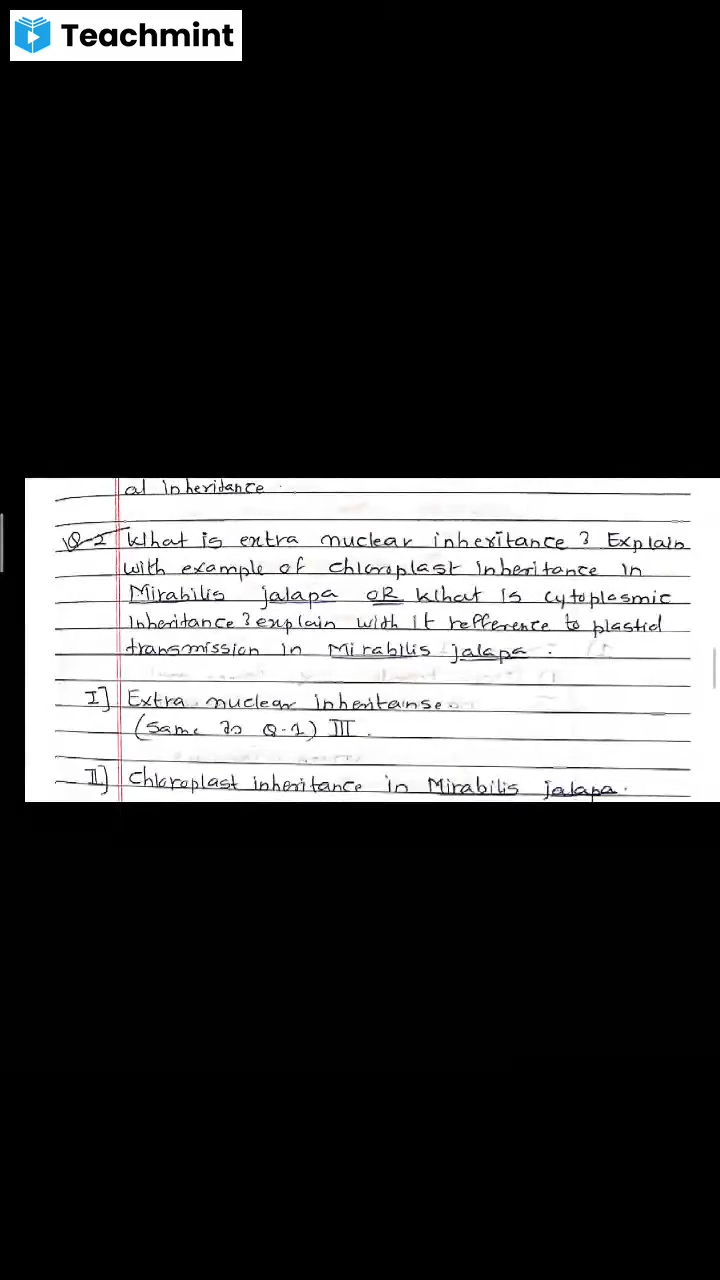 Teachmint
al inheritance.
Q-2 What is extra nuclear inheritance? Explain
with example of chloroplast Inheritance in
Mirabilis jalapa OR What is cytoplasmic
inheritance? explain with it refference to plastid
transmission in Mirabilis jalapa.
I] Extra nuclear inheritanse.
(Same as Q.1) III.
II] Chloroplast inheritance in Mirabilis jalapa.